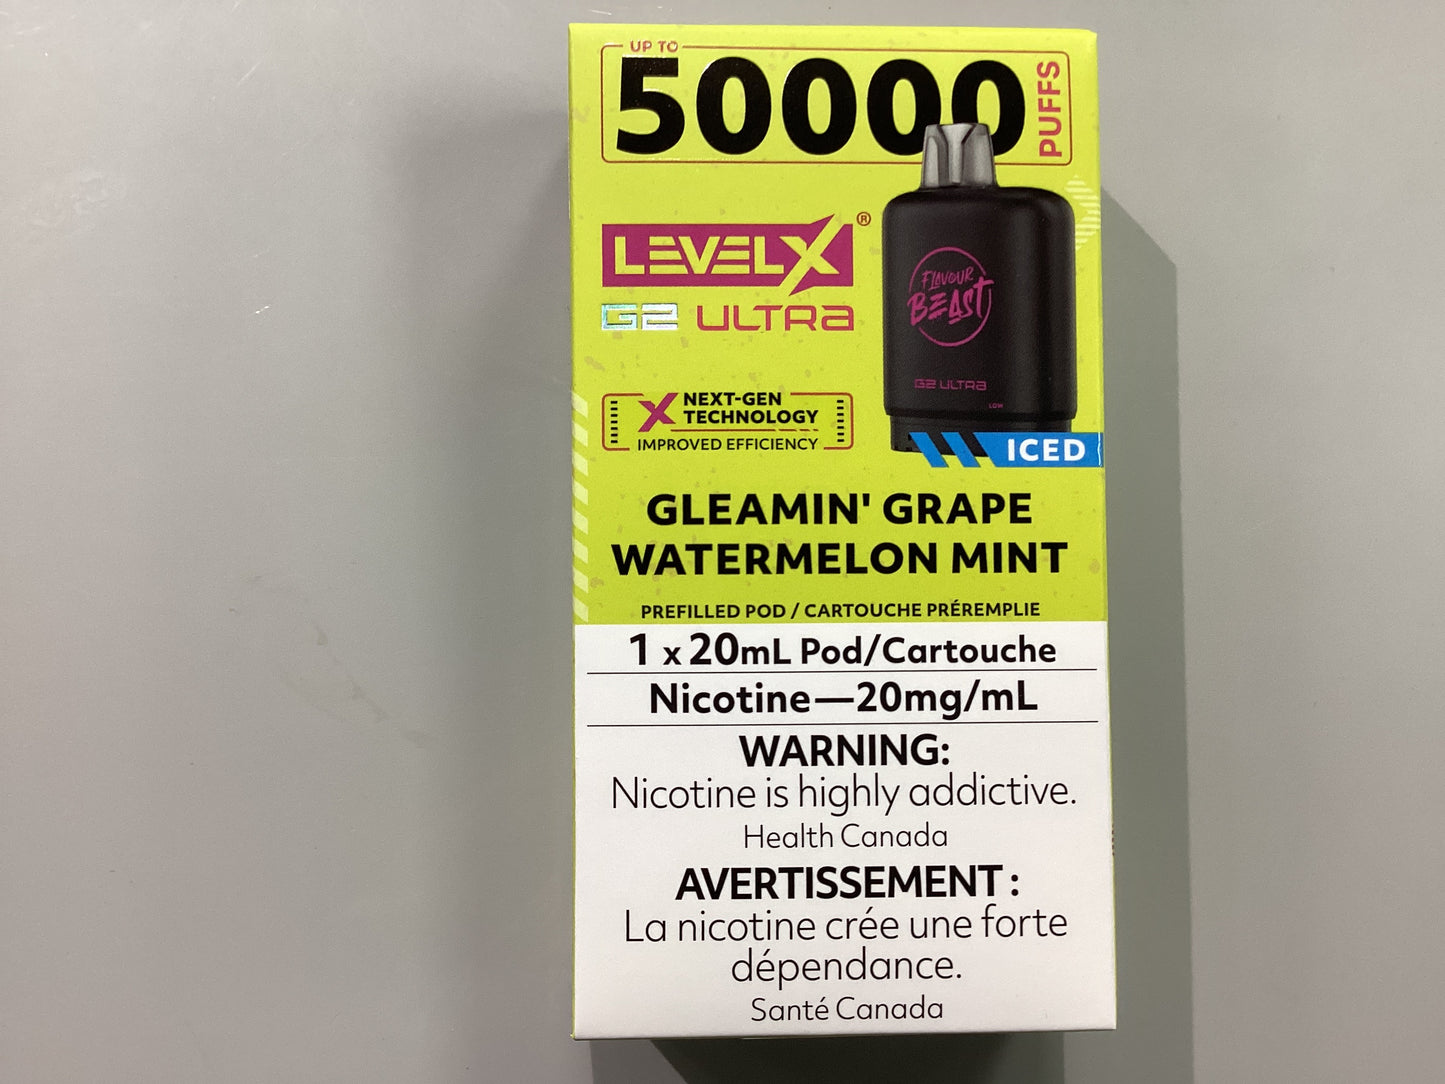 UP TO
50000
PUFFS
LEVELX®
G2 ULTRA
FLAVOUR
BEAST
G2 ULTRA
LOW
X NEXT-GEN
TECHNOLOGY
IMPROVED EFFICIENCY
ICED
GLEAMIN' GRAPE
WATERMELON MINT
PREFILLED POD / CARTOUCHE PRÉREMPLIE
1 x 20mL Pod/Cartouche
Nicotine—20mg/mL
WARNING:
Nicotine is highly addictive.
Health Canada
AVERTISSEMENT :
La nicotine crée une forte
dépendance.
Santé Canada